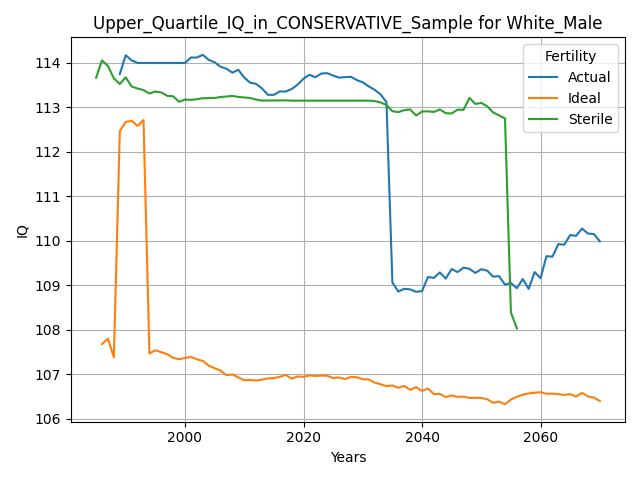 Upper_Quartile_IQ_in_CONSERVATIVE_Sample for White_Male
Fertility
Actual
Ideal
Sterile
IQ
114
113
112
111
110
109
108
107
106
2000
2020
2040
2060
Years